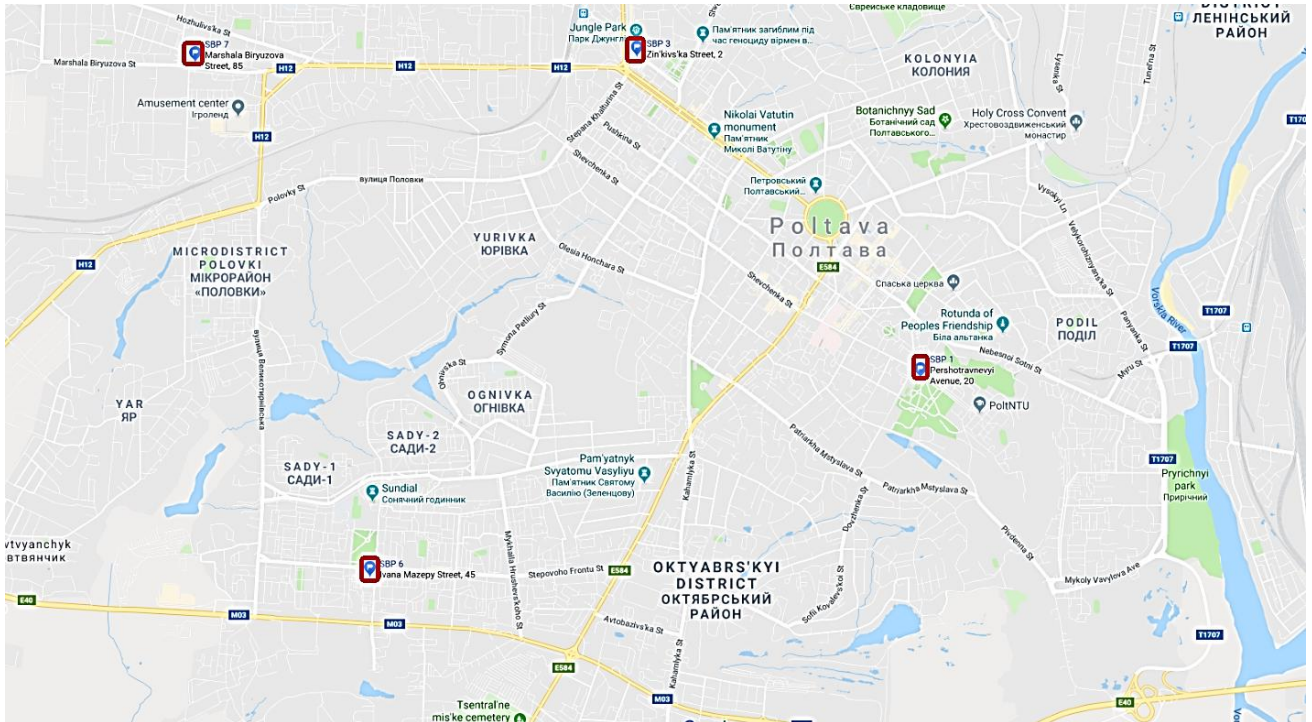 Hozhulivs'ka St
SBP 7
Marshala Biryuzova
Street, 85
Marshala Biryuzova St
H12
H12
H12
Amusement center
Ігроленд
H12
Jungle Park
Парк Джунглі
SBP 3
Zin'kivs'ka Street, 2
Пам'ятник загиблим під
час геноциду вірмен в...
Єврейське кладовище
ЛЕНІНСЬКИЙ
РАЙОН
KOLONYIA
КОЛОНИЯ
Lysenka St
Tunel'na St
T1707
Botanichnyy Sad
Ботанічний сад
Полтавського...
Holy Cross Convent
Хрестовоздвиженський
монастир
Nikolai Vatutin
monument
Пам'ятник
Миколі Ватутіну
Stepana Khalturina St
Pushkina St
Shevchenka St
Петровський
Полтавський...
Polovky St
вулиця Половки
Poltava
Полтава
E584
H12
MICRODISTRICT
POLOVKI
МІКРОРАЙОН
«ПОЛОВКИ»
YURIVKA
ЮРІВКА
Olesia Honchara St
Shevchenka St
Спаська церква
Vysokyi Ln
Velykorohiznyans'ka St
Panyanka St
Vorskla River
T1707
Rotunda of
Peoples Friendship
Біла альтанка
PODIL
ПОДІЛ
T1707
Myru St
Nebesnoi Sotni St
SBP 1
Pershotravnevyi
Avenue, 20
PoltNTU
вулиця Великотирнівська
Symona Petliury St
Ohnivs'ka St
OGNIVKA
ОГНІВКА
YAR
ЯР
SADY-2
САДИ-2
SADY-1
САДИ-1
Sundial
Сонячний годинник
Pam'yatnyk
Svyatomu Vasyliyu
Пам'ятник Святому
Василію (Зеленцову)
Kahamlyka St
Patriarkha Mstyslava St
Patriarkha Mstyslava St
Dovzhenka St
Pivdenna St
T1707
Pryrichnyi
park
Прирічний
vtvyanchyk
втвянчик
SBP 6
Ivana Mazepy Street, 45
Mykhaila Hrushevs'koho St
Stepovoho Frontu St
E584
OKTYABRS'KYI
DISTRICT
ОКТЯБРСЬКИЙ
РАЙОН
Sofii Kovalevs'koi St
Mykoly Vavylova Ave
T1707
E40
M03
M03
Avtobazivs'ka St
E584
Kahamlyka St
M03
E40
Tsentral'ne
mis'ke cemetery